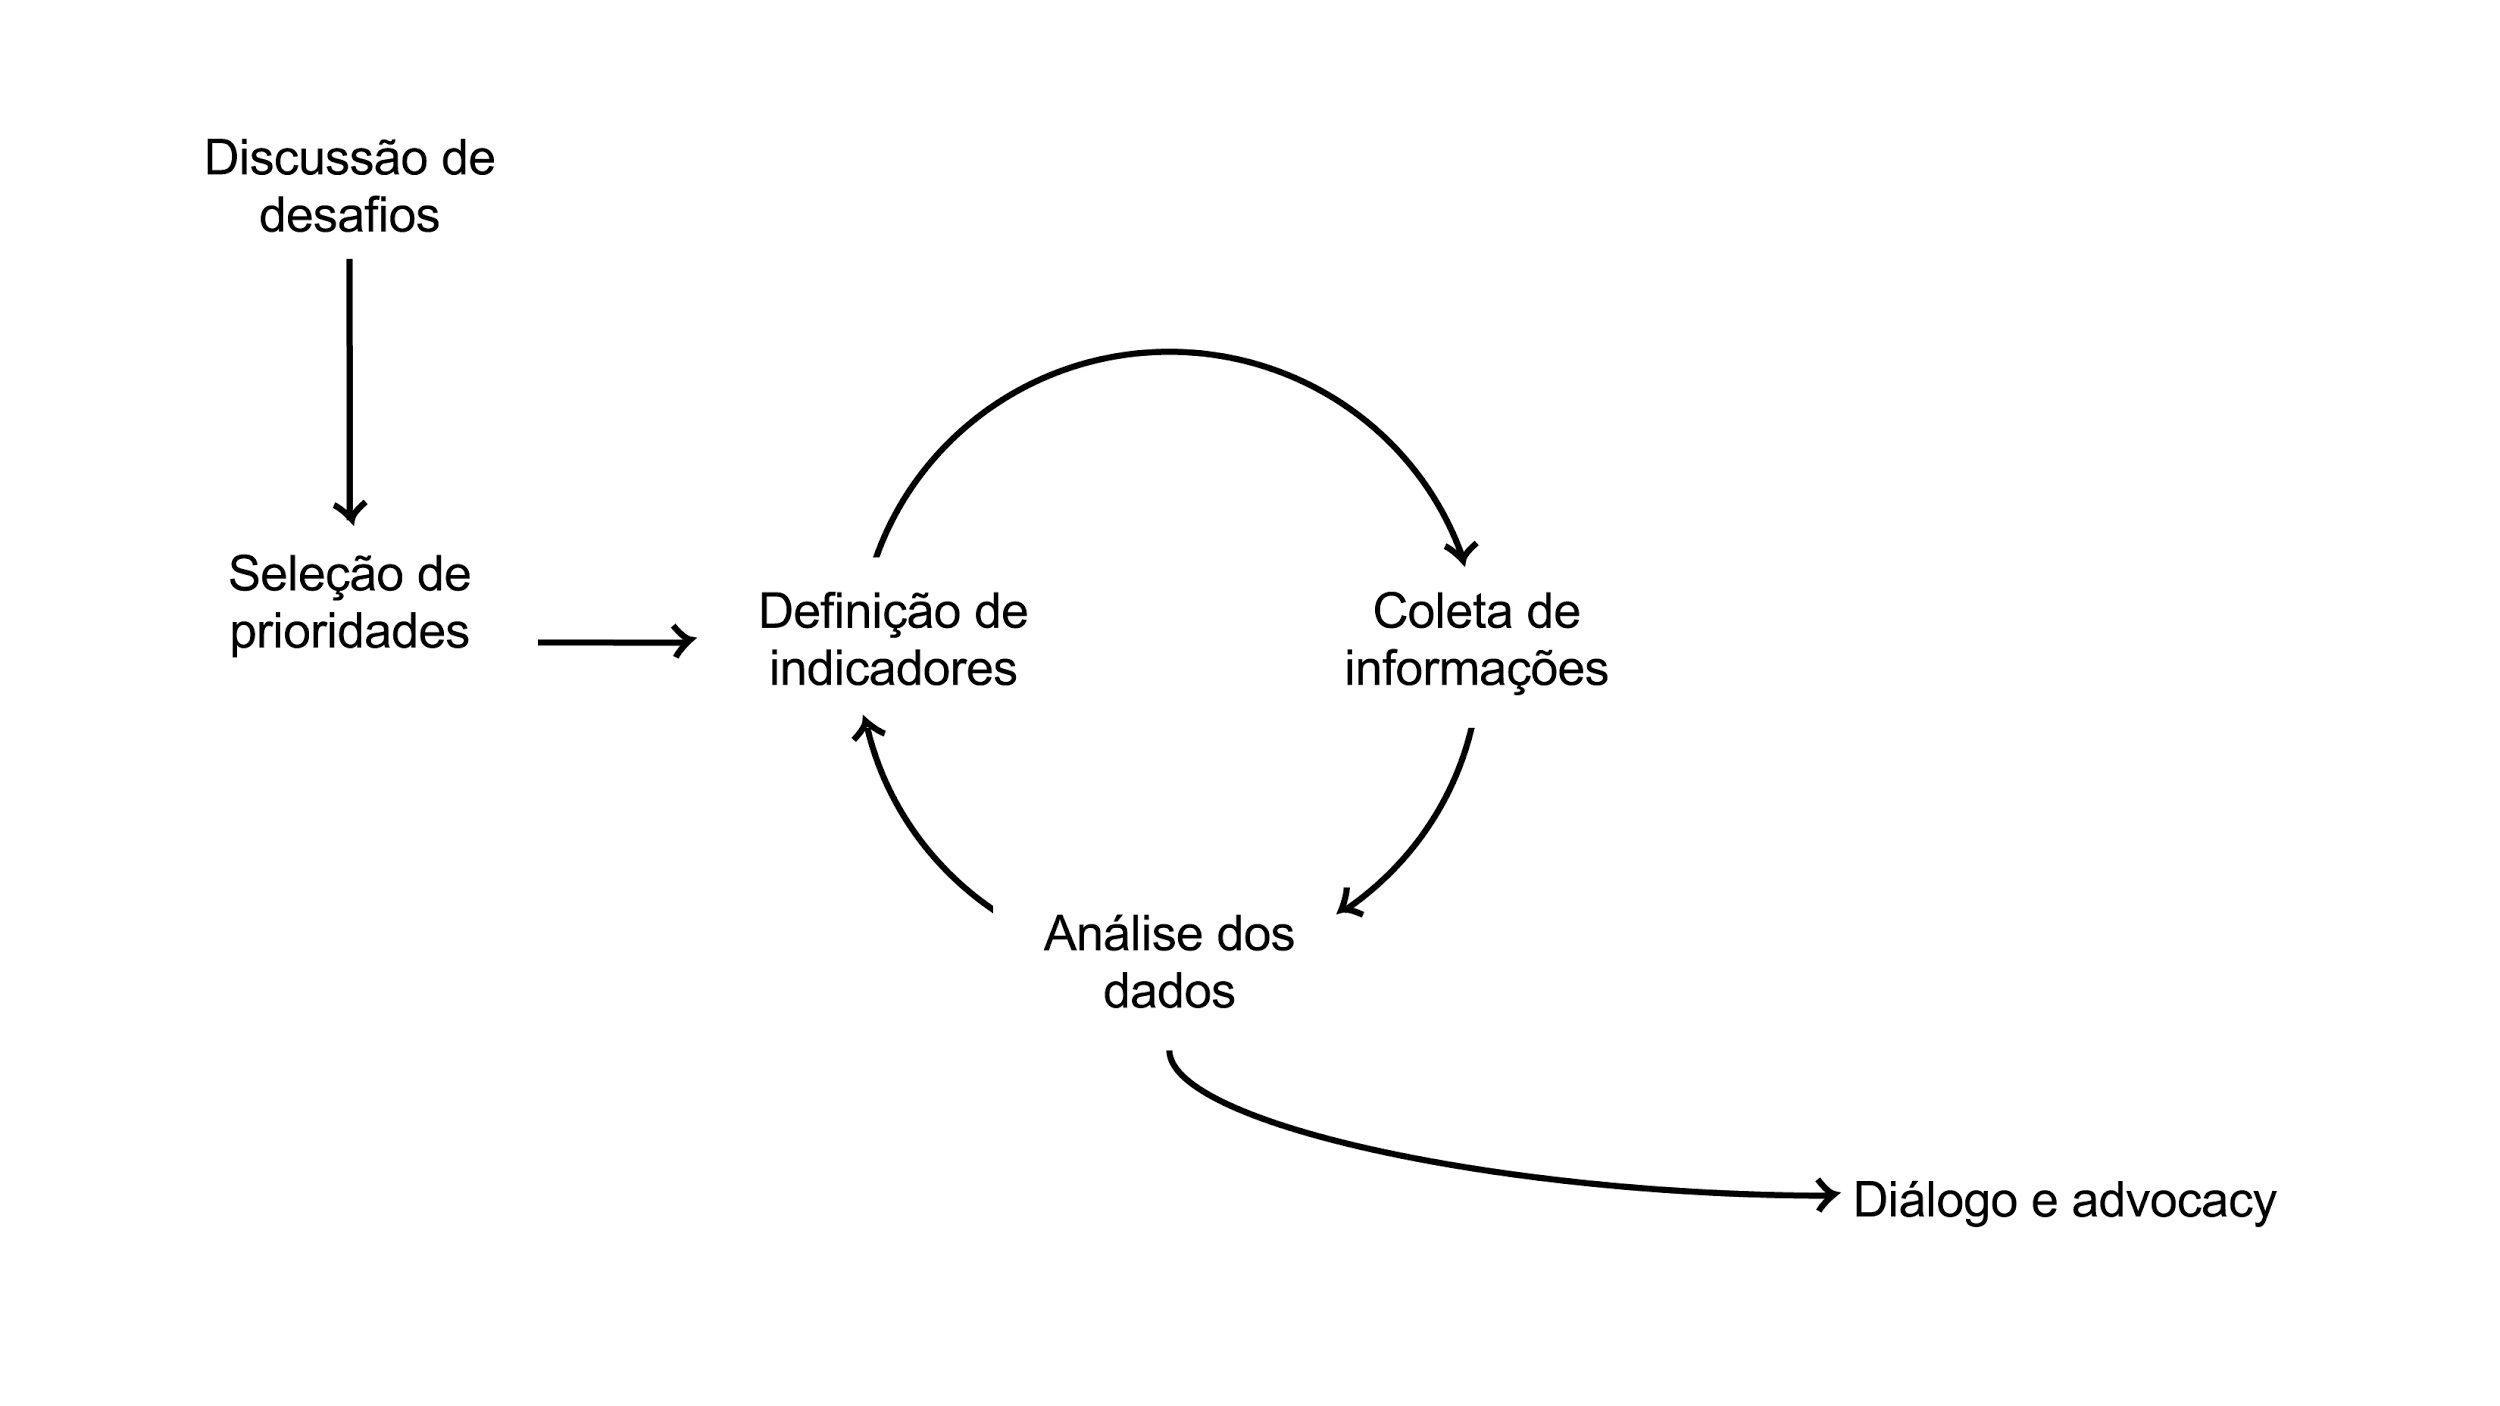 Discussão de
desafios
Seleção de
prioridades
Definição de
indicadores
Coleta de
informações
Análise dos
dados
Diálogo e advocacy